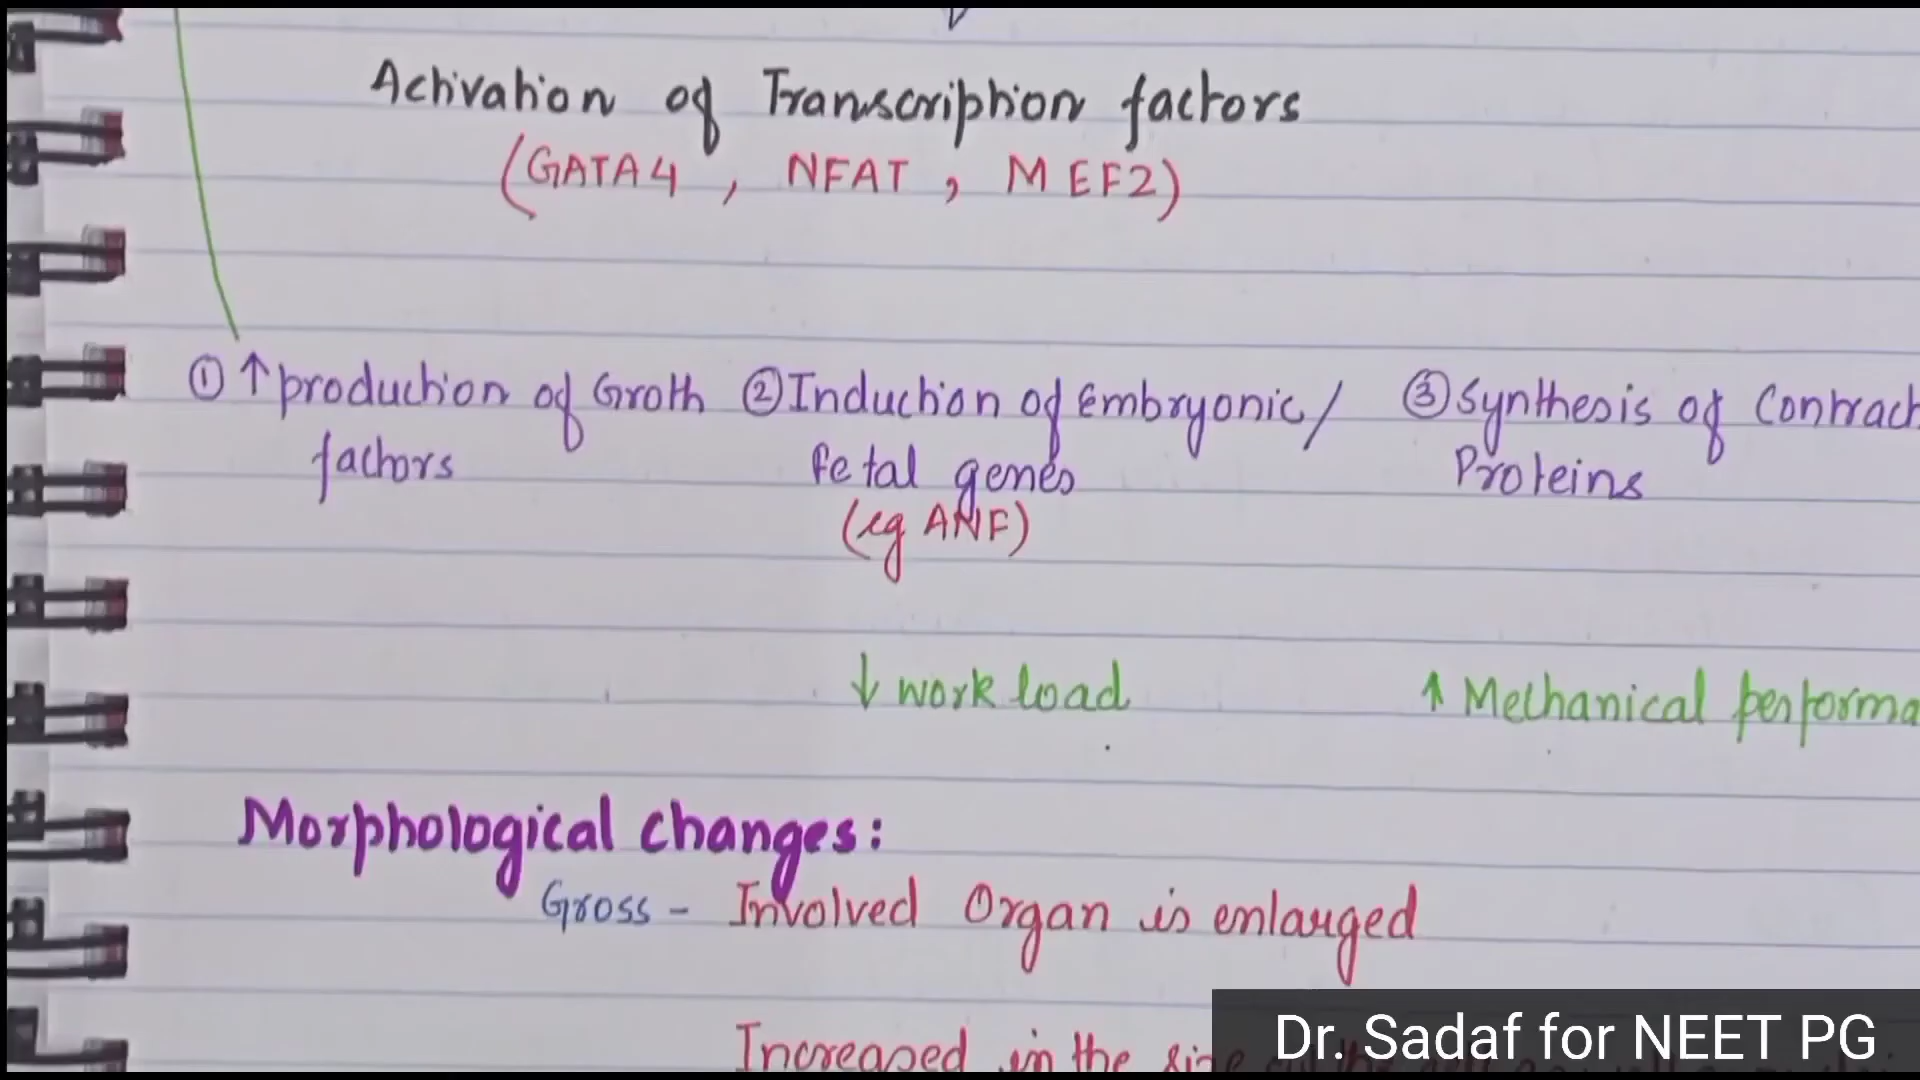 Activation of Transcription factors
(GATA4, NFAT, MEF2)
① ↑ production of Groth ② Induction of Embryonic/ ③ Synthesis of Contract
factors fetal genes Proteins
(eg ANF)
↓ work load ↑ Mechanical performa
Morphological changes:
Gross - Involved Organ is enlarged
Increased in the size
Dr. Sadaf for NEET PG